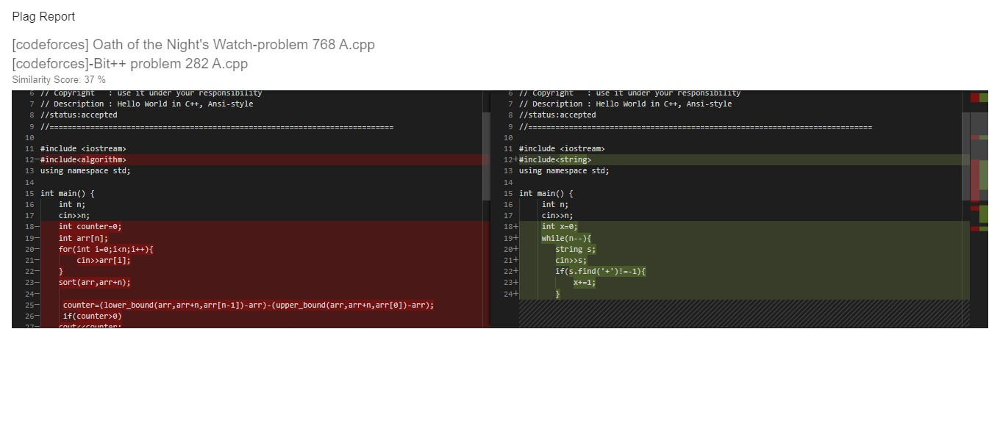 Plag Report
[codeforces] Oath of the Night's Watch-problem 768 A.cpp
[codeforces]-Bit++ problem 282 A.cpp
Similarity Score: 37 %
6 // Copyright   : use it under your responsibility
7 // Description : Hello World in C++, Ansi-style
8 //status:accepted
9 //============================================================================
10
11 #include <iostream>
12− #include<algorithm>
13 using namespace std;
14
15 int main() {
16     int n;
17     cin>>n;
18−     int counter=0;
19−     int arr[n];
20−     for(int i=0;i<n;i++){
21−         cin>>arr[i];
22−     }
23−     sort(arr,arr+n);
24−
25−      counter=(lower_bound(arr,arr+n,arr[n-1])-arr)-(upper_bound(arr,arr+n,arr[0])-arr);
26−      if(counter>0)
27−     cout<<counter;
6 // Copyright   : use it under your responsibility
7 // Description : Hello World in C++, Ansi-style
8 //status:accepted
9 //============================================================================
10
11 #include <iostream>
12+ #include<string>
13 using namespace std;
14
15 int main() {
16      int n;
17      cin>>n;
18+      int x=0;
19+      while(n--){
20+         string s;
21+         cin>>s;
22+         if(s.find('+')!=-1){
23+             x+=1;
24+         }